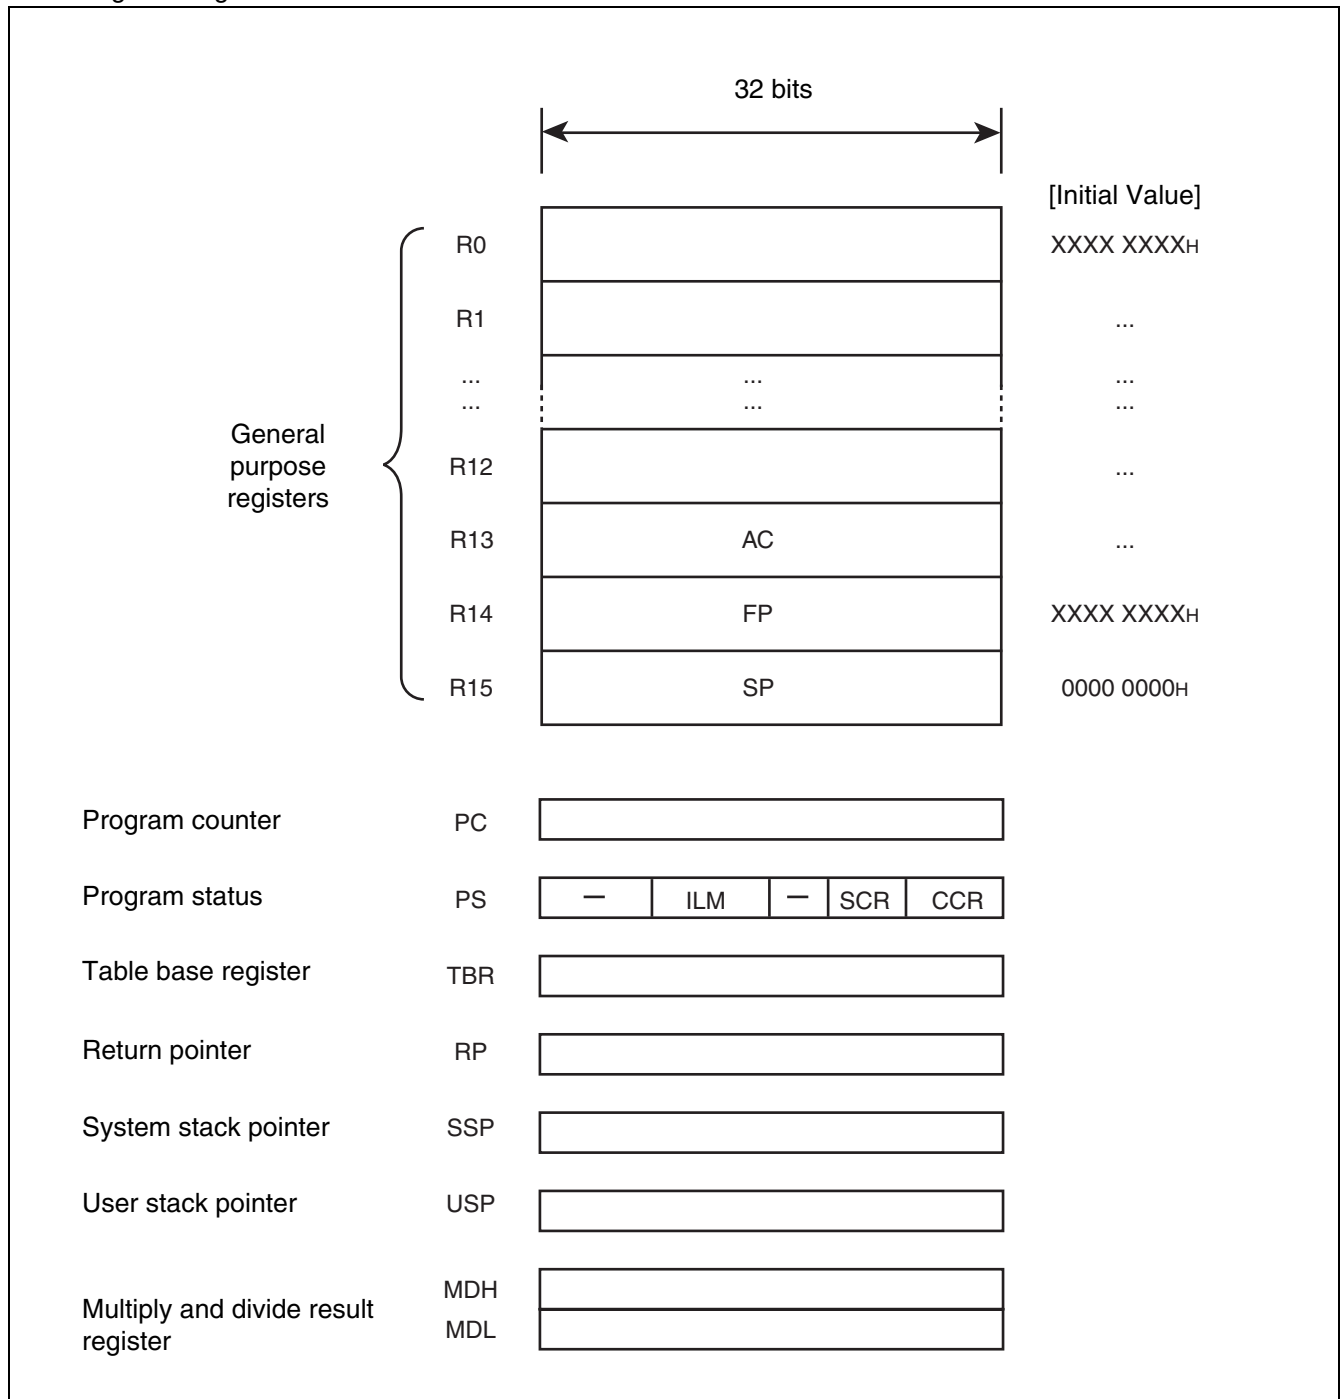 32 bits
[Initial Value]
R0 XXXX XXXXH
R1 ...
... ... ...
... ... ...
General
purpose
registers
R12 ...
R13 AC ...
R14 FP XXXX XXXXH
R15 SP 0000 0000H
Program counter PC
Program status PS — ILM — SCR CCR
Table base register TBR
Return pointer RP
System stack pointer SSP
User stack pointer USP
Multiply and divide result
register
MDH
MDL